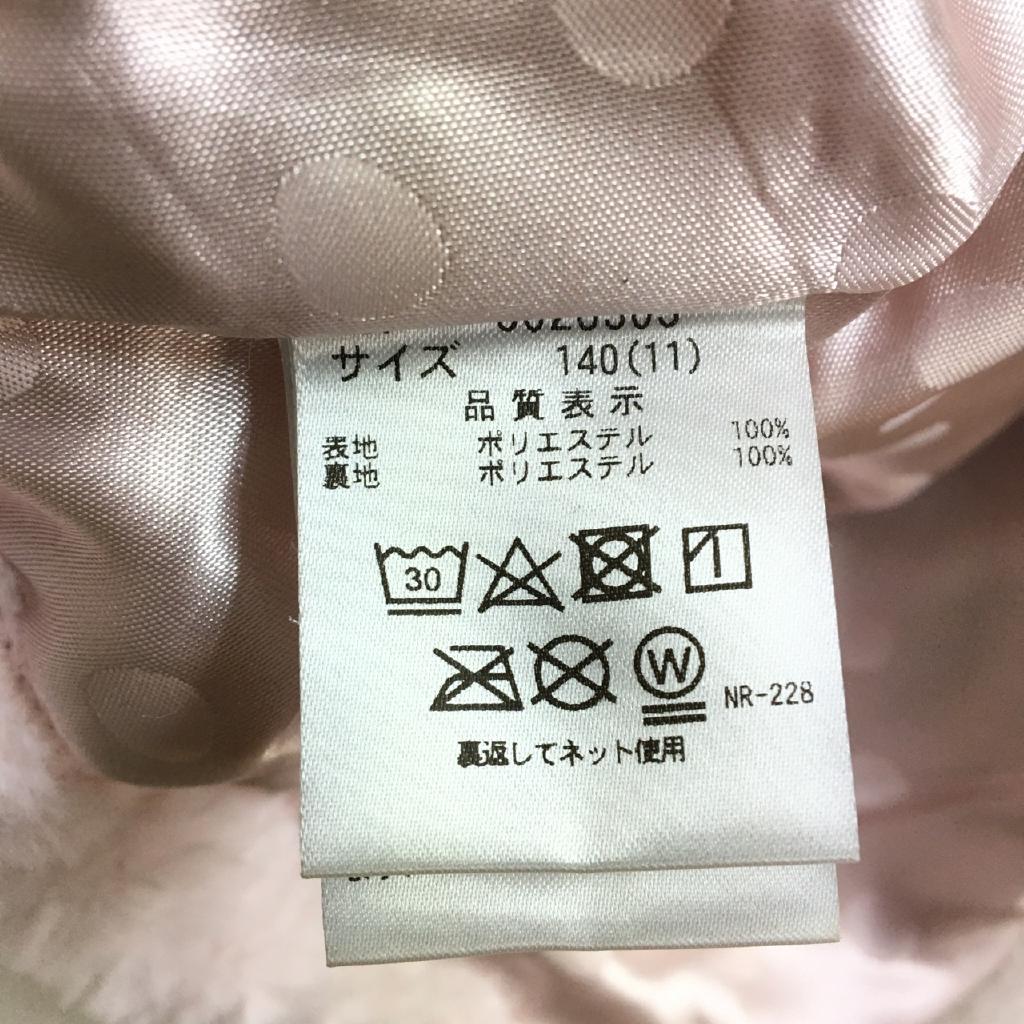 サイズ 140(11)
品質表示
表地 ポリエステル 100%
裏地 ポリエステル 100%
30
W NR-228
裏返してネット使用